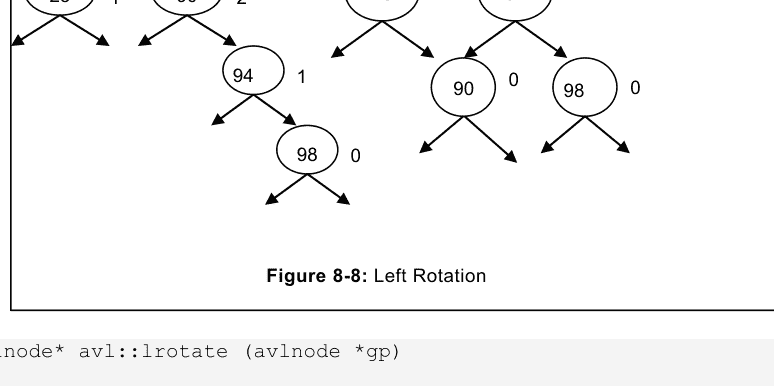 94 1
90 0 98 0
98 0
Figure 8-8: Left Rotation
node* avl::lrotate (avlnode *gp)